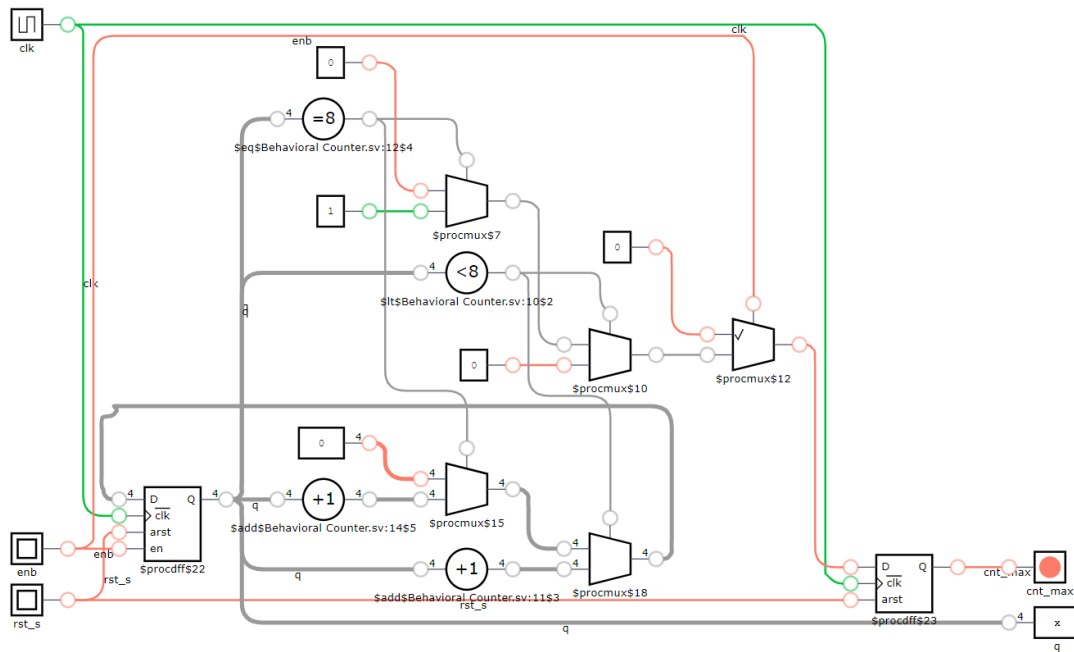 clk
enb
clk
0
4
=8
$eq$Behavioral Counter.sv:12$4
1
$procmux$7
0
4
<8
$lt$Behavioral Counter.sv:10$2
clk
q
q
$procmux$12
0
$procmux$10
4
0
4
4
4
$procmux$15
4
D
Q
4
clk
arst
en
$procdff$22
q
4
+1
4
$add$Behavioral Counter.sv:14$5
4
4
4
$procmux$18
enb
enb
rst_s
q
4
+1
4
$add$Behavioral Counter.sv:11$3
rst_s
rst_s
D
Q
clk
arst
$procdff$23
cnt_max
cnt_max
q
4
x
q